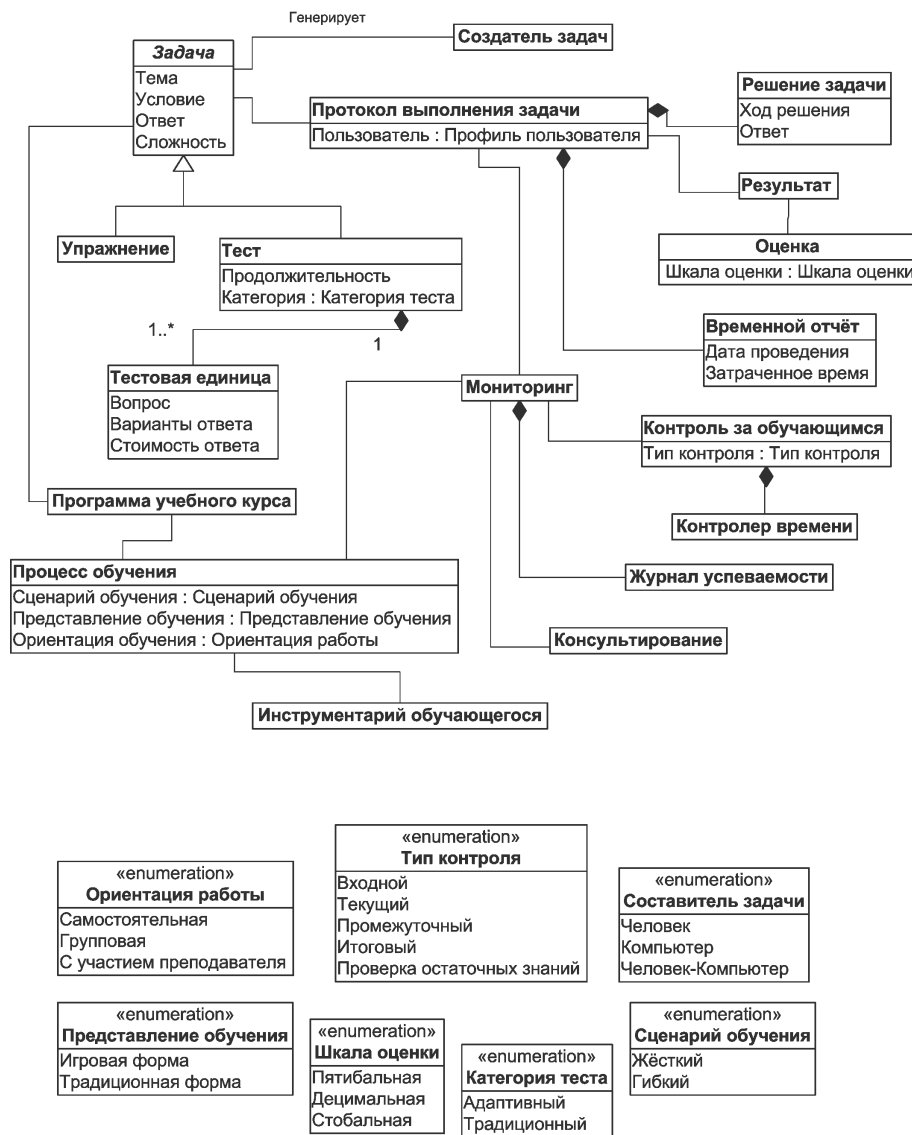 Генерирует
Создатель задач
Задача
Тема
Условие
Ответ
Сложность
Протокол выполнения задачи
Пользователь : Профиль пользователя
Решение задачи
Ход решения
Ответ
Результат
Оценка
Шкала оценки : Шкала оценки
Упражнение
Тест
Продолжительность
Категория : Категория теста
1..*
1
Временной отчёт
Дата проведения
Затраченное время
Тестовая единица
Вопрос
Варианты ответа
Стоимость ответа
Мониторинг
Контроль за обучающимся
Тип контроля : Тип контроля
Контролер времени
Программа учебного курса
Процесс обучения
Сценарий обучения : Сценарий обучения
Представление обучения : Представление обучения
Ориентация обучения : Ориентация работы
Журнал успеваемости
Консультирование
Инструментарий обучающегося
«enumeration»
Ориентация работы
Самостоятельная
Групповая
С участием преподавателя
«enumeration»
Тип контроля
Входной
Текущий
Промежуточный
Итоговый
Проверка остаточных знаний
«enumeration»
Составитель задачи
Человек
Компьютер
Человек-Компьютер
«enumeration»
Представление обучения
Игровая форма
Традиционная форма
«enumeration»
Шкала оценки
Пятибальная
Децимальная
Стобальная
«enumeration»
Категория теста
Адаптивный
Традиционный
«enumeration»
Сценарий обучения
Жёсткий
Гибкий